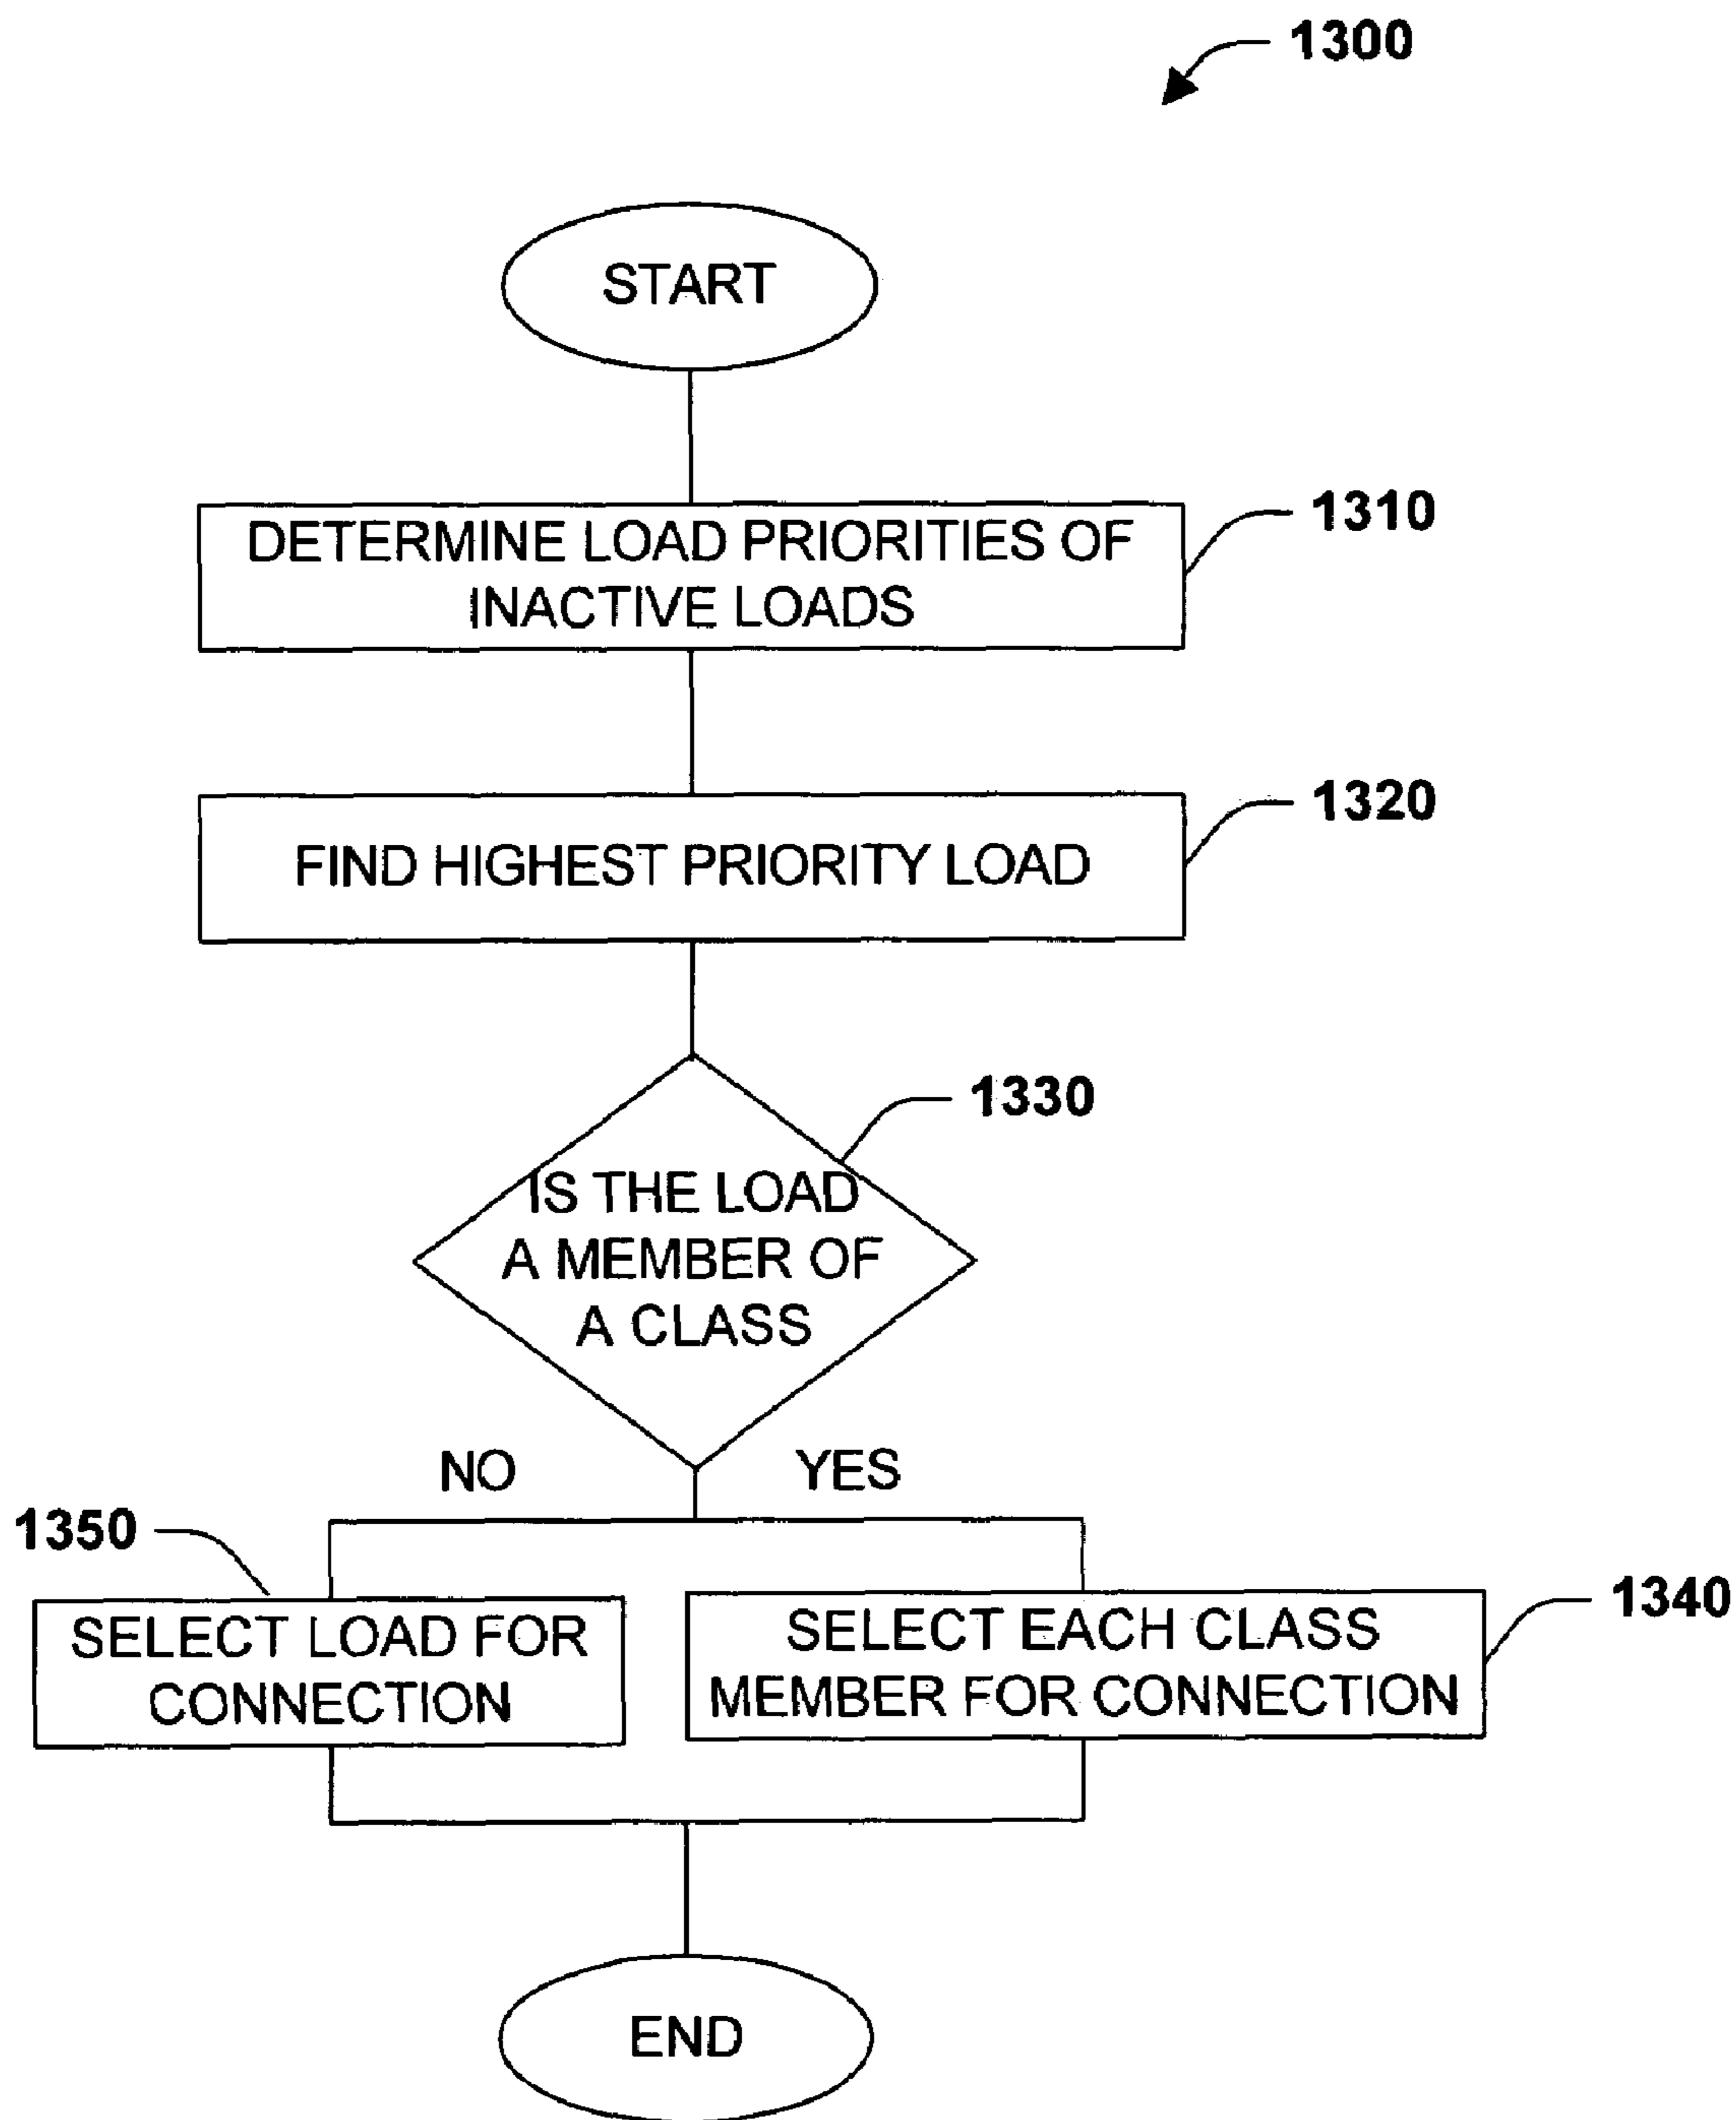 1300
START
DETERMINE LOAD PRIORITIES OF
INACTIVE LOADS
1310
FIND HIGHEST PRIORITY LOAD
1320
1330
IS THE LOAD
A MEMBER OF
A CLASS
NO
YES
1350
SELECT LOAD FOR
CONNECTION
SELECT EACH CLASS
MEMBER FOR CONNECTION
1340
END